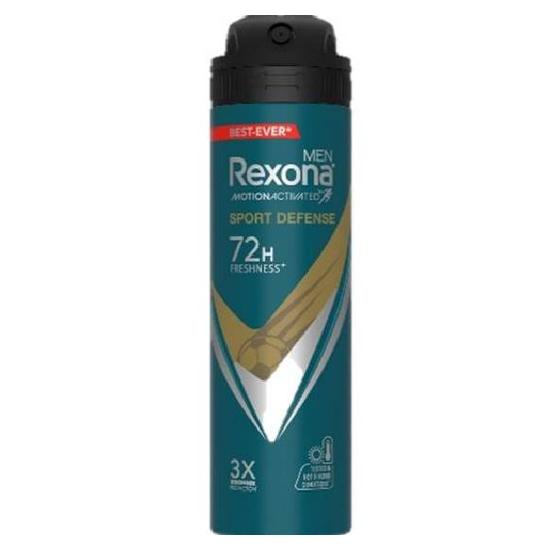 BEST-EVER*
MEN
Rexona
MOTIONACTIVATED
SPORT DEFENSE
72H
FRESHNESS+
3X